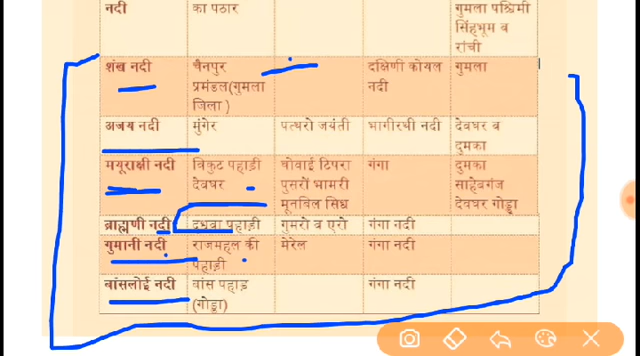 नदी का पठार गुमला पश्चिमी
सिंहभूम व
रांची
शंख नदी चैनपुर दक्षिणी कोयल गुमला
प्रमंडल(गुमला नदी
जिला )
अजय नदी मुंगेर पत्थरो जयंती भागीरथी नदी देवघर व
दुमका
मयूराक्षी नदी त्रिकुट पहाड़ी धोवाई टिपरा गंगा दुमका
देवघर पुसरों भामरी साहेबगंज
मूतबिल सिध देवघर गोड्डा
ब्राह्मणी नदी दुधवा पहाड़ी गुमरो व एरो गंगा नदी
गुमानी नदी राजमहल की मेरेल गंगा नदी
पहाड़ी
वांसलोई नदी वांस पहाड़ गंगा नदी
(गोड्डा)